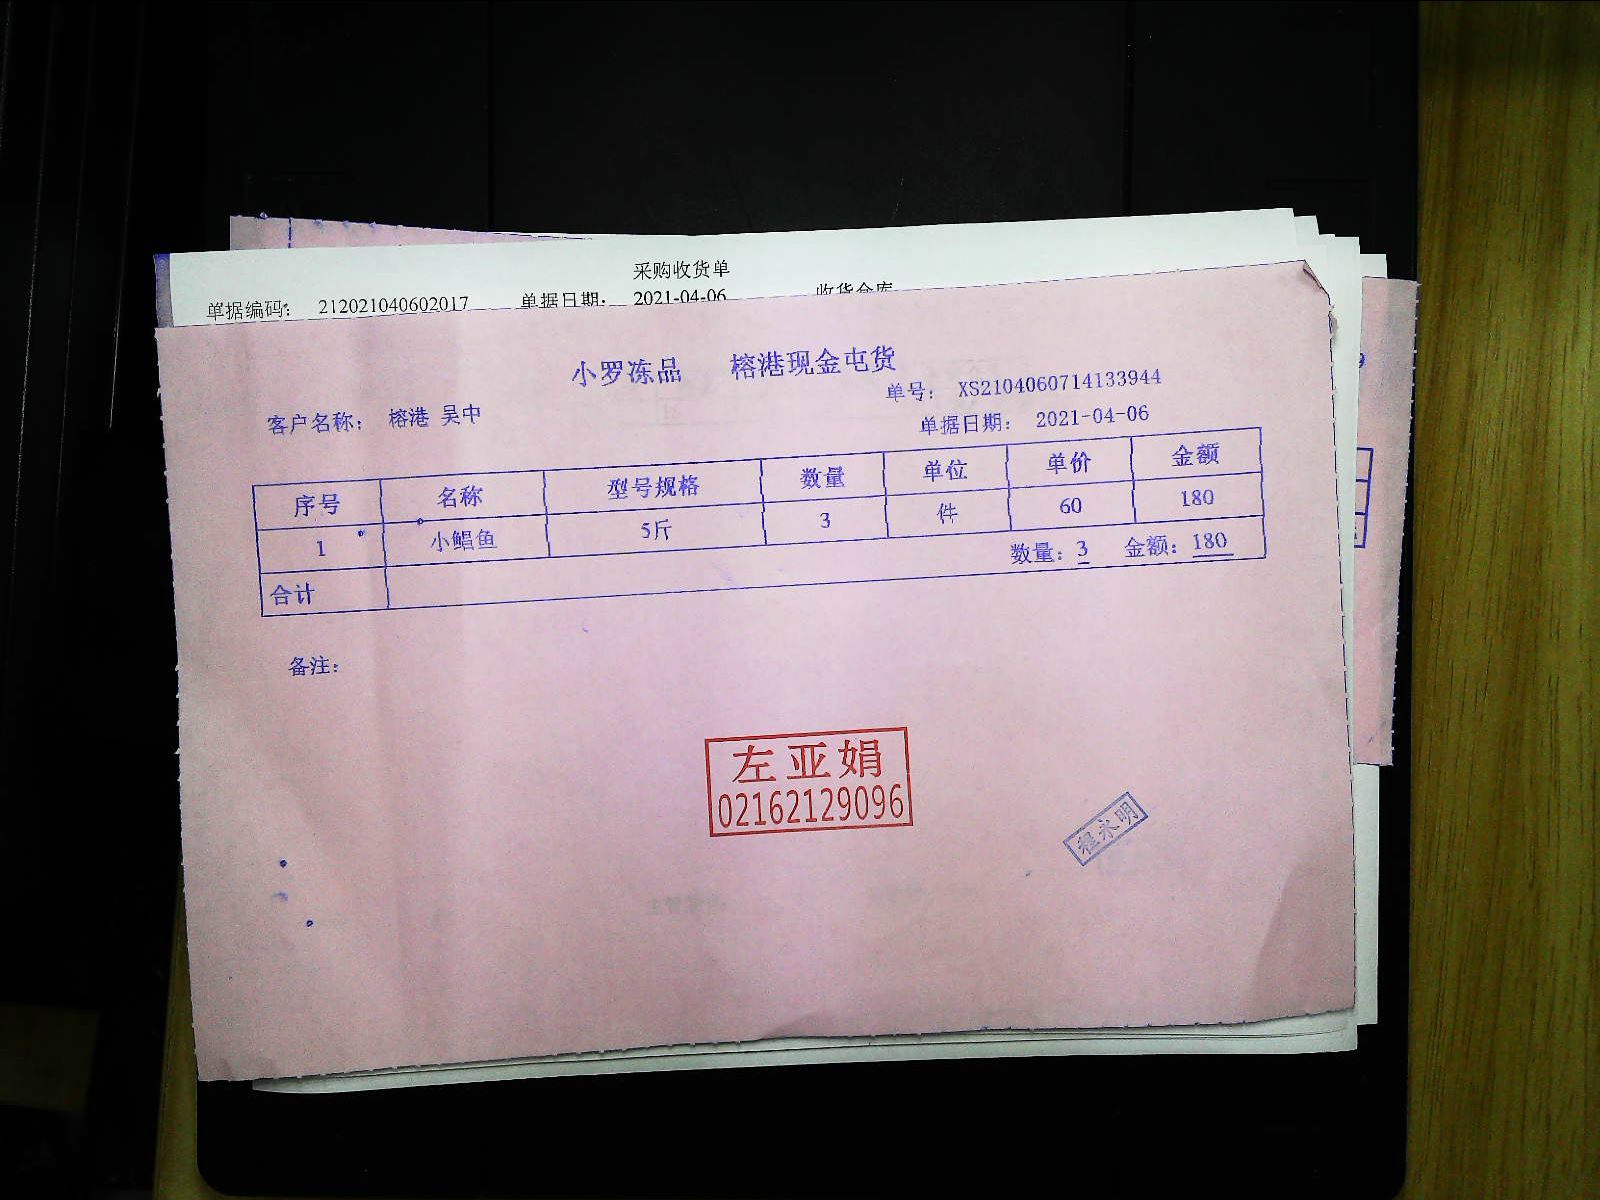 采购收货单
单据编码: 212021040602017 单据日期: 2021-04-06 收货仓库
小罗冻品 榕港现金屯货
单号: XS2104060714133944
客户名称: 榕港 吴中
单据日期: 2021-04-06
序号 名称 型号规格 数量 单位 单价 金额
1 小鲳鱼 5斤 3 件 60 180
合计 数量: 3 金额: 180
备注:
左亚娟
02162129096
程永明